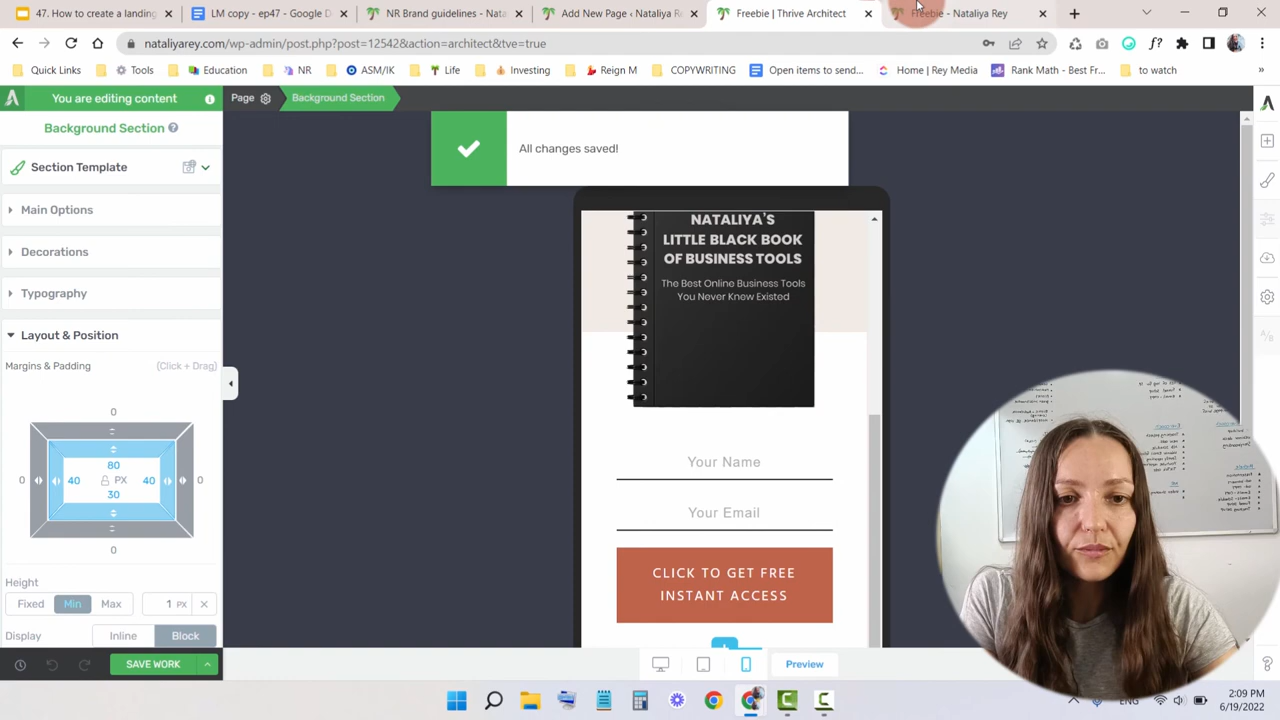 40. How to create a landing
LM copy - ep47 - Google D
NR Brand guidelines - Nata
Add New Page ‹ Nataliya Re
Freebie | Thrive Architect
Freebie - Nataliya Rey
nataliyarey.com/wp-admin/post.php?post=12542&action=architect&tve=true
Quick Links
Tools
Education
NR
ASM/IK
Life
Investing
Reign M
COPYWRITING
Open items to send...
Home | Rey Media
Rank Math - Best Fr...
to watch
You are editing content
Page
Background Section
Background Section
Section Template
Main Options
Decorations
Typography
Layout & Position
Margins & Padding
(Click + Drag)
0
80
0
40
PX
40
0
30
0
Height
Fixed
Min
Max
1 PX
Display
Inline
Block
SAVE WORK
All changes saved!
NATALIYA'S
LITTLE BLACK BOOK
OF BUSINESS TOOLS
The Best Online Business Tools
You Never Knew Existed
Your Name
Your Email
CLICK TO GET FREE
INSTANT ACCESS
Preview
ENG
2:09 PM
6/19/2022